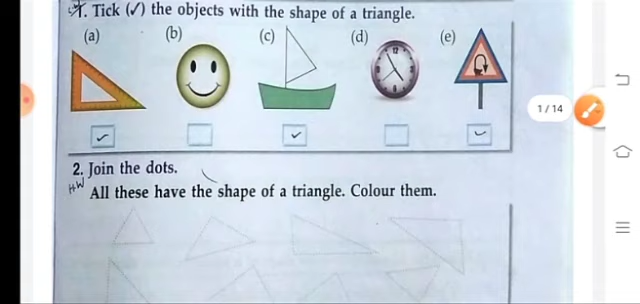 1. Tick (✓) the objects with the shape of a triangle.
(a) (b) (c) (d) (e)
12
1 / 14
2. Join the dots.
HW
All these have the shape of a triangle. Colour them.